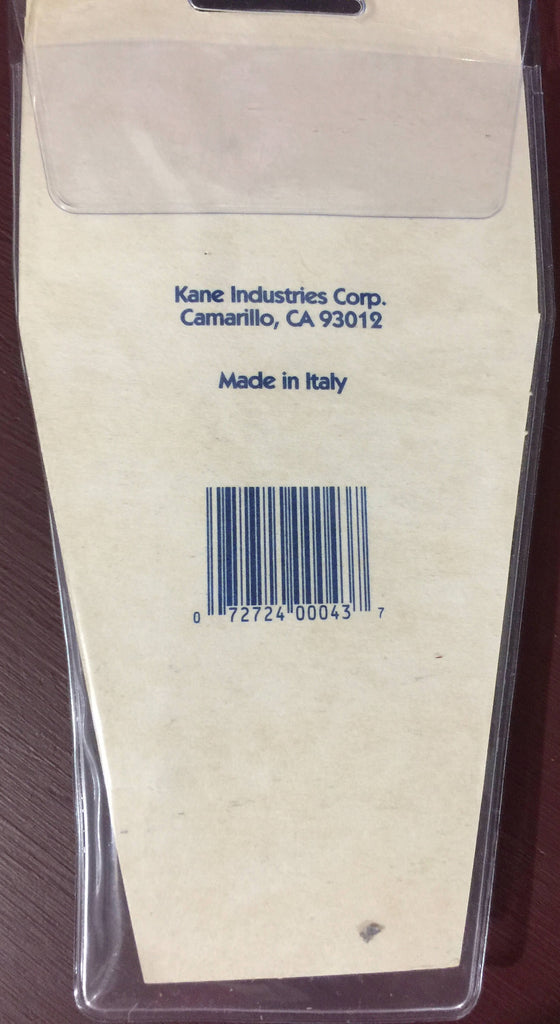 Kane Industries Corp.
Camarillo, CA 93012
Made in Italy
0 72724 00043 7